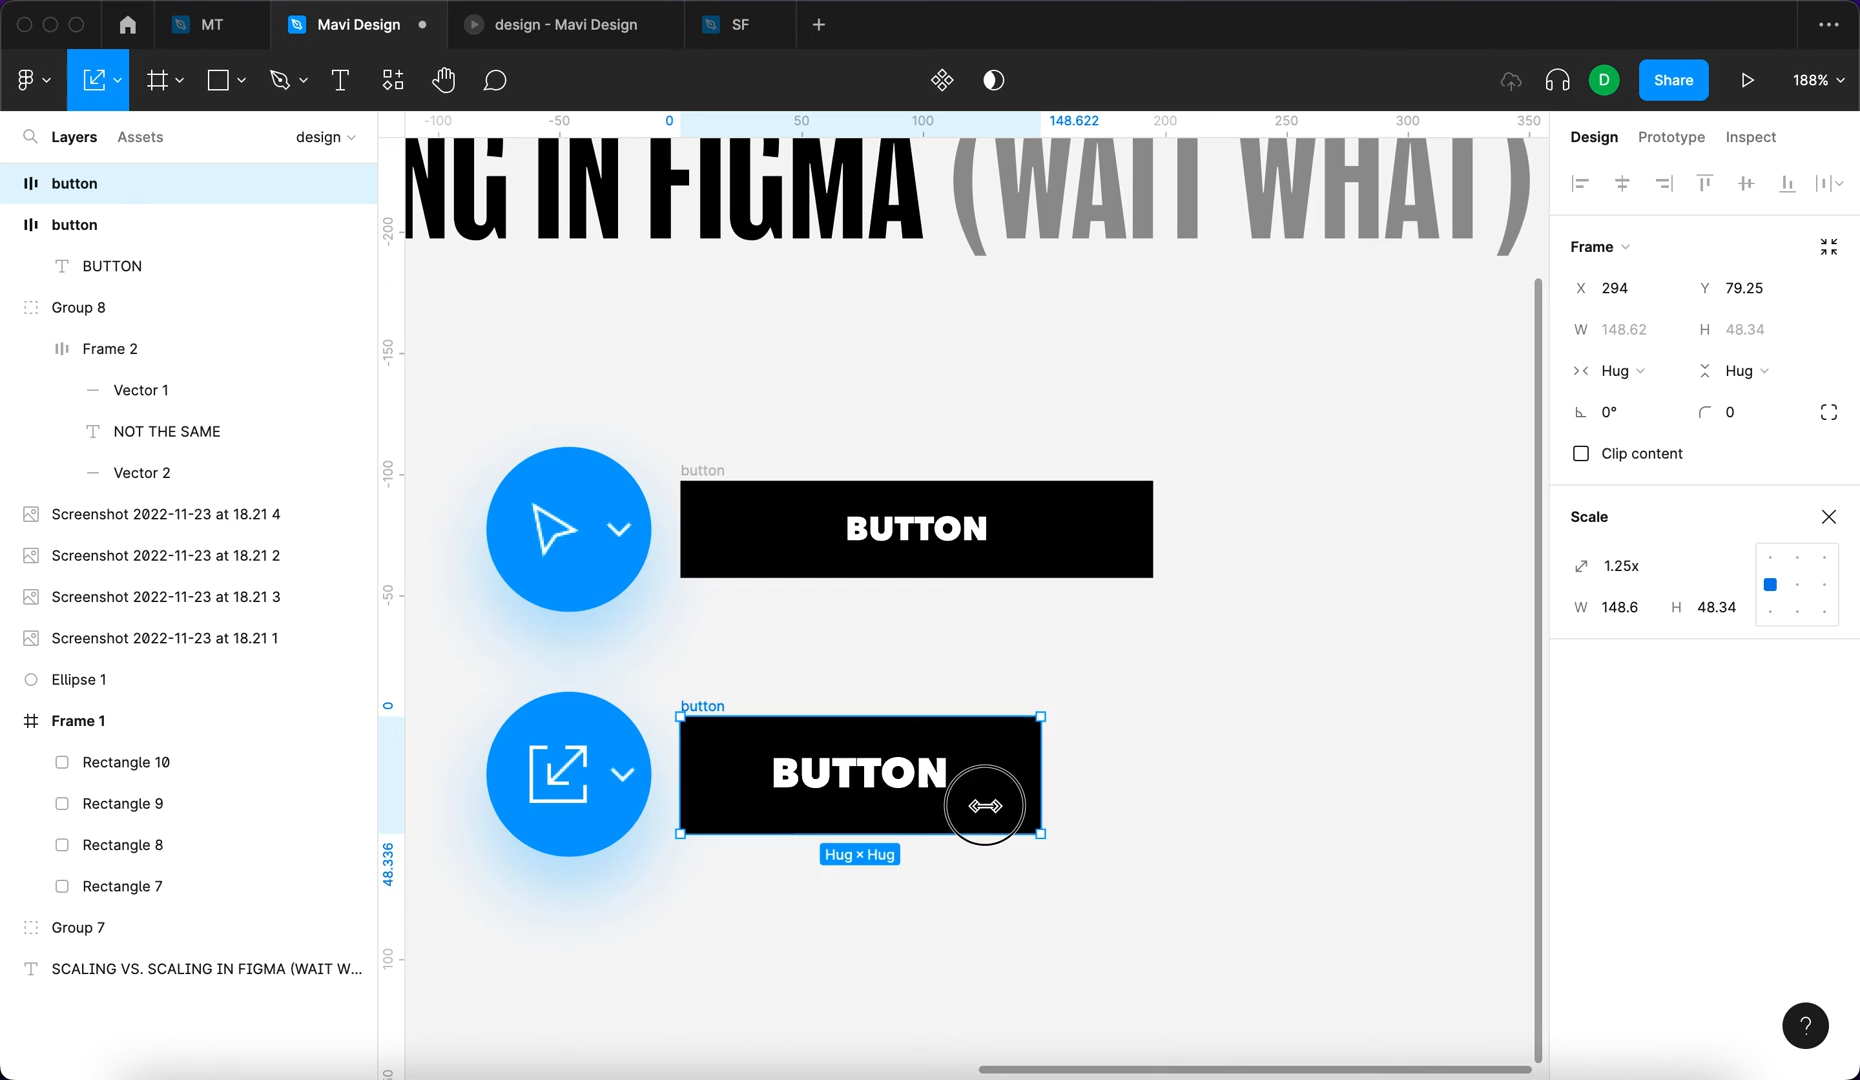 MT
Mavi Design
design - Mavi Design
SF
D
Share
188%
Layers
Assets
design
button
button
BUTTON
Group 8
Frame 2
Vector 1
NOT THE SAME
Vector 2
Screenshot 2022-11-23 at 18.21 4
Screenshot 2022-11-23 at 18.21 2
Screenshot 2022-11-23 at 18.21 3
Screenshot 2022-11-23 at 18.21 1
Ellipse 1
Frame 1
Rectangle 10
Rectangle 9
Rectangle 8
Rectangle 7
Group 7
SCALING VS. SCALING IN FIGMA (WAIT W...
-100
-50
0
50
100
148.622
200
250
300
350
-200
-150
-100
-50
0
48.336
100
NG IN FIGMA (WAIT WHAT)
button
BUTTON
button
BUTTON
Hug × Hug
Design
Prototype
Inspect
Frame
X 294
Y 79.25
W 148.62
H 48.34
Hug
Hug
0°
0
Clip content
Scale
1.25x
W 148.6
H 48.34
?